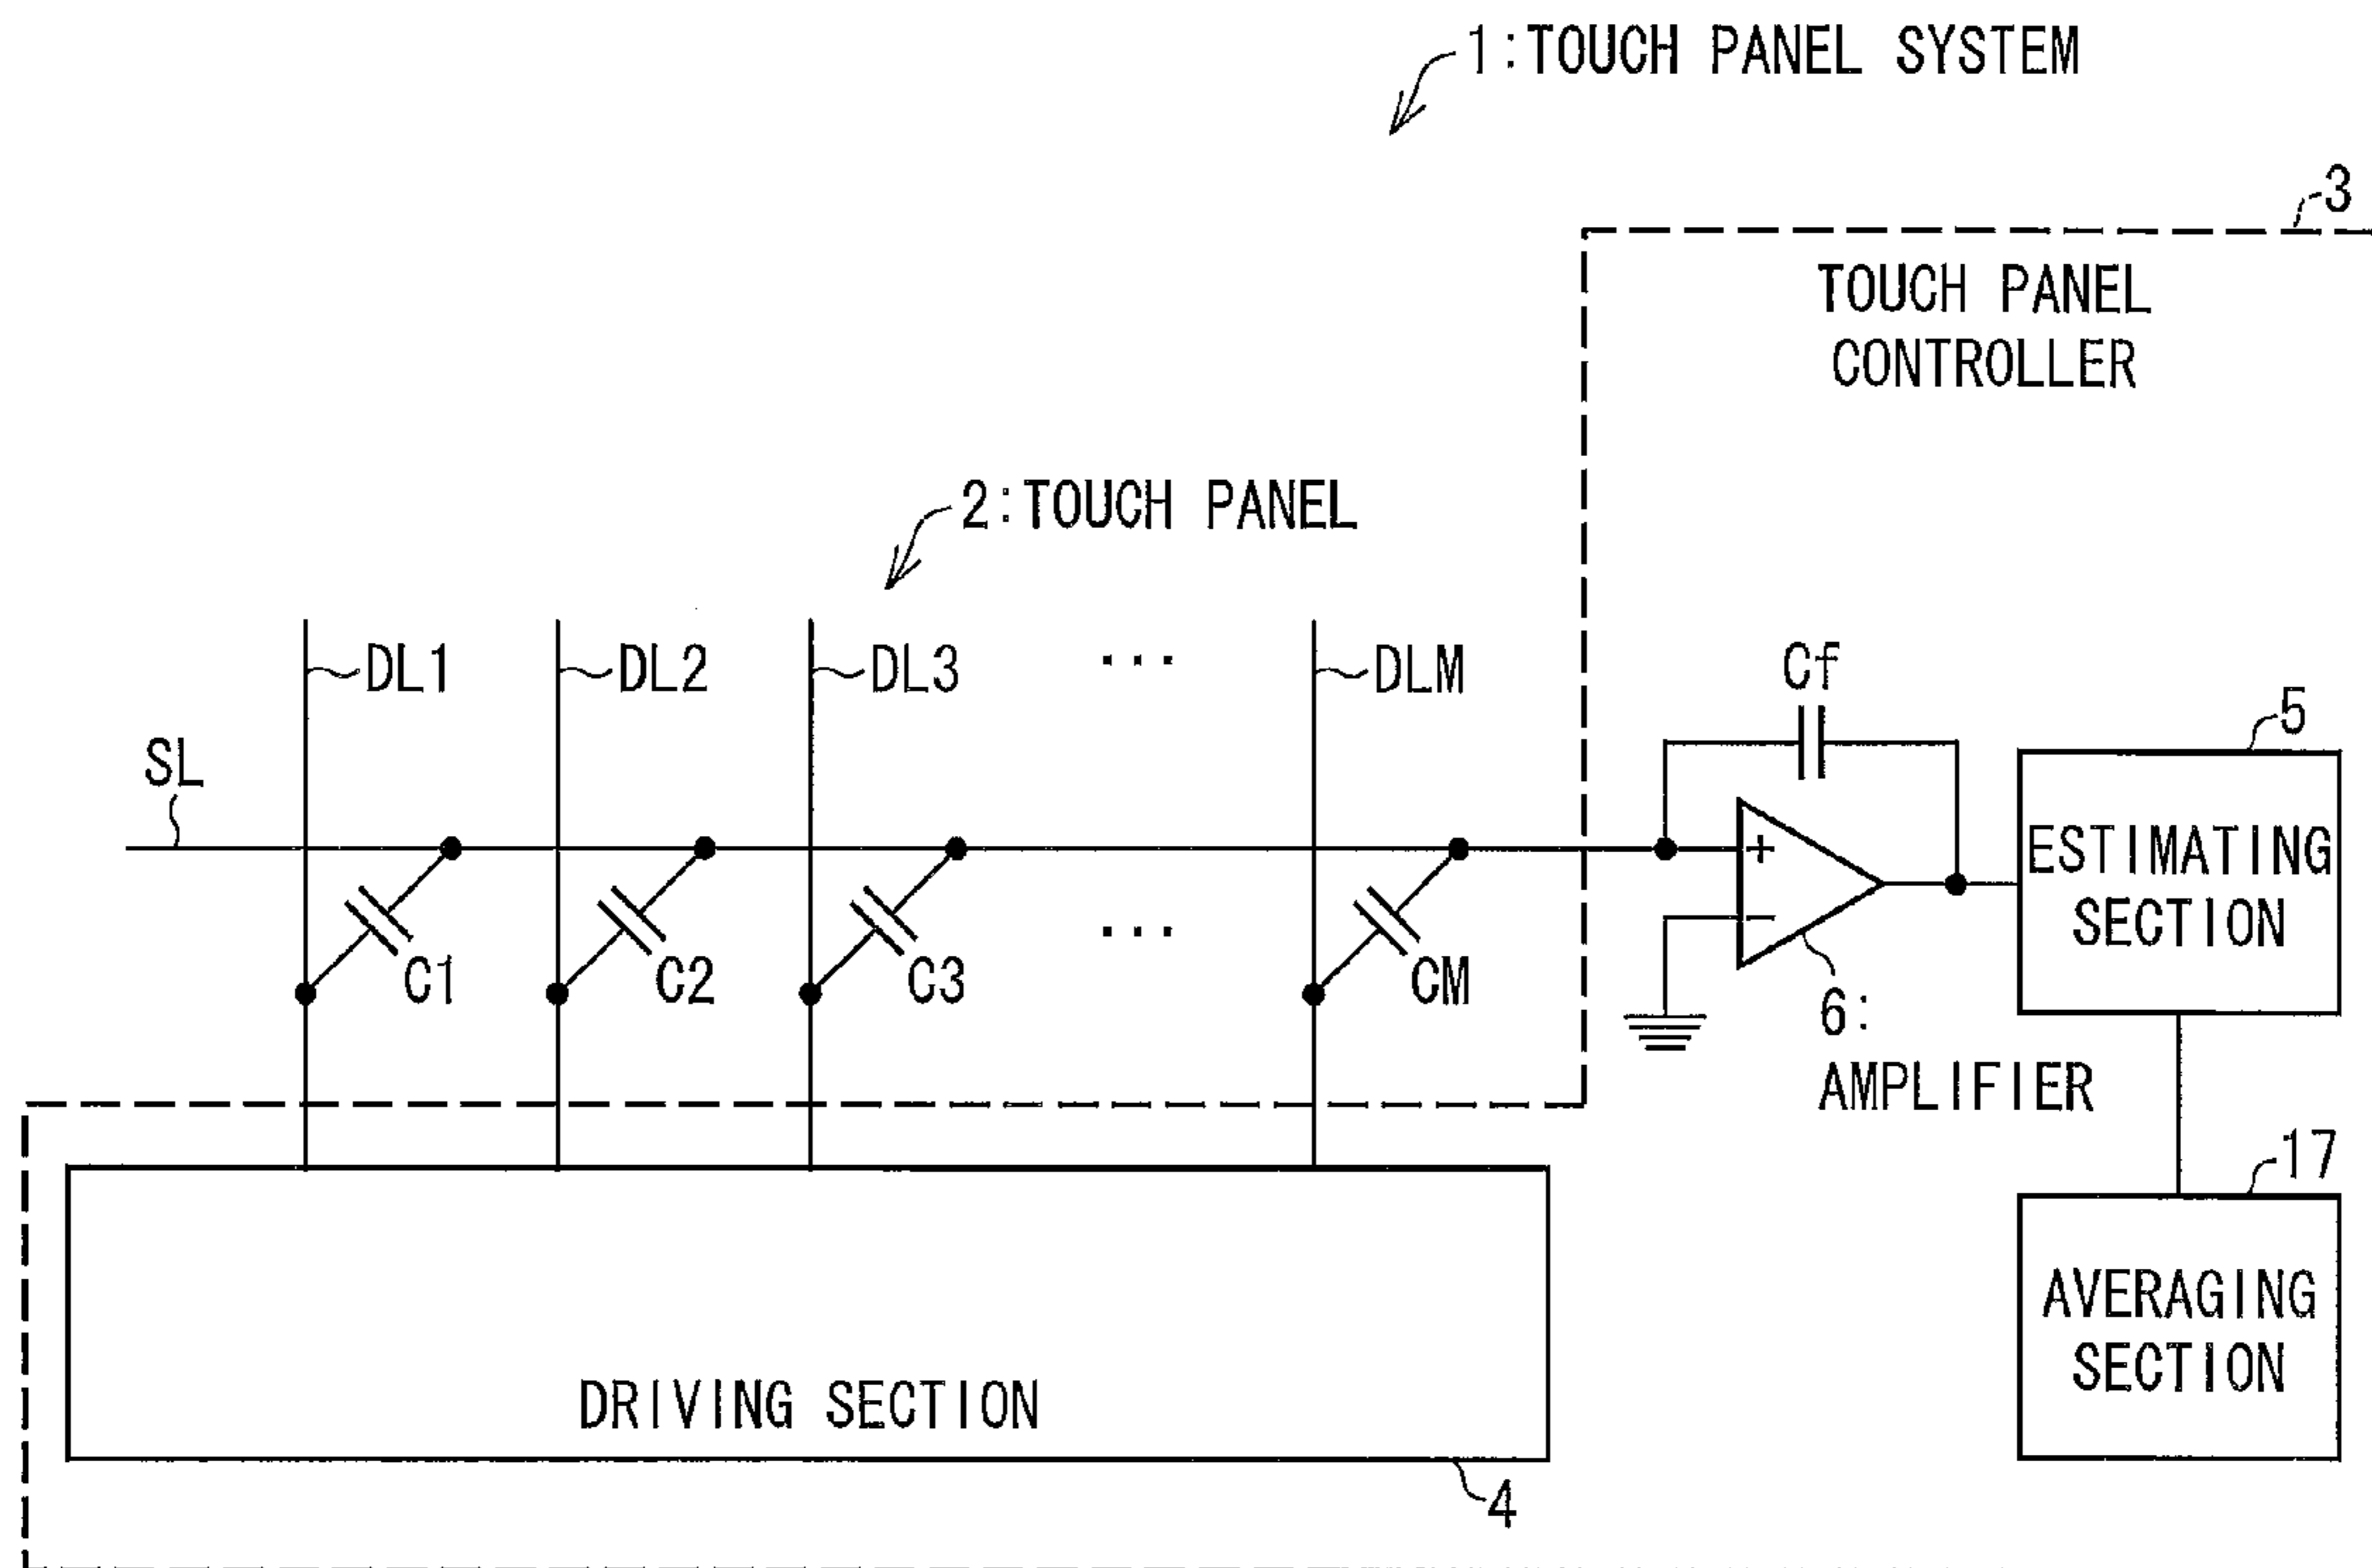 1:TOUCH PANEL SYSTEM
3
TOUCH PANEL
CONTROLLER
2:TOUCH PANEL
DL1
DL2
DL3
...
DLM
Cf
5
SL
+
−
ESTIMATING
SECTION
C1
C2
C3
...
CM
6:
AMPLIFIER
17
AVERAGING
SECTION
DRIVING SECTION
4